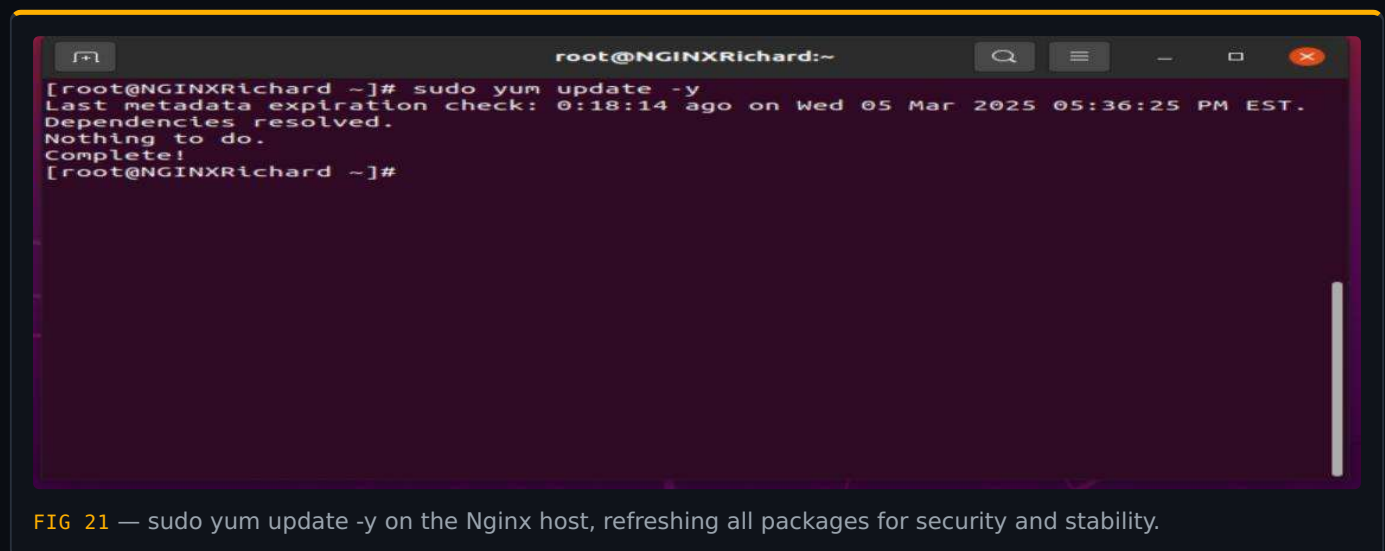 root@NGINXRichard:~
[root@NGINXRichard ~]# sudo yum update -y
Last metadata expiration check: 0:18:14 ago on Wed 05 Mar 2025 05:36:25 PM EST.
Dependencies resolved.
Nothing to do.
Complete!
[root@NGINXRichard ~]#
FIG 21 — sudo yum update -y on the Nginx host, refreshing all packages for security and stability.